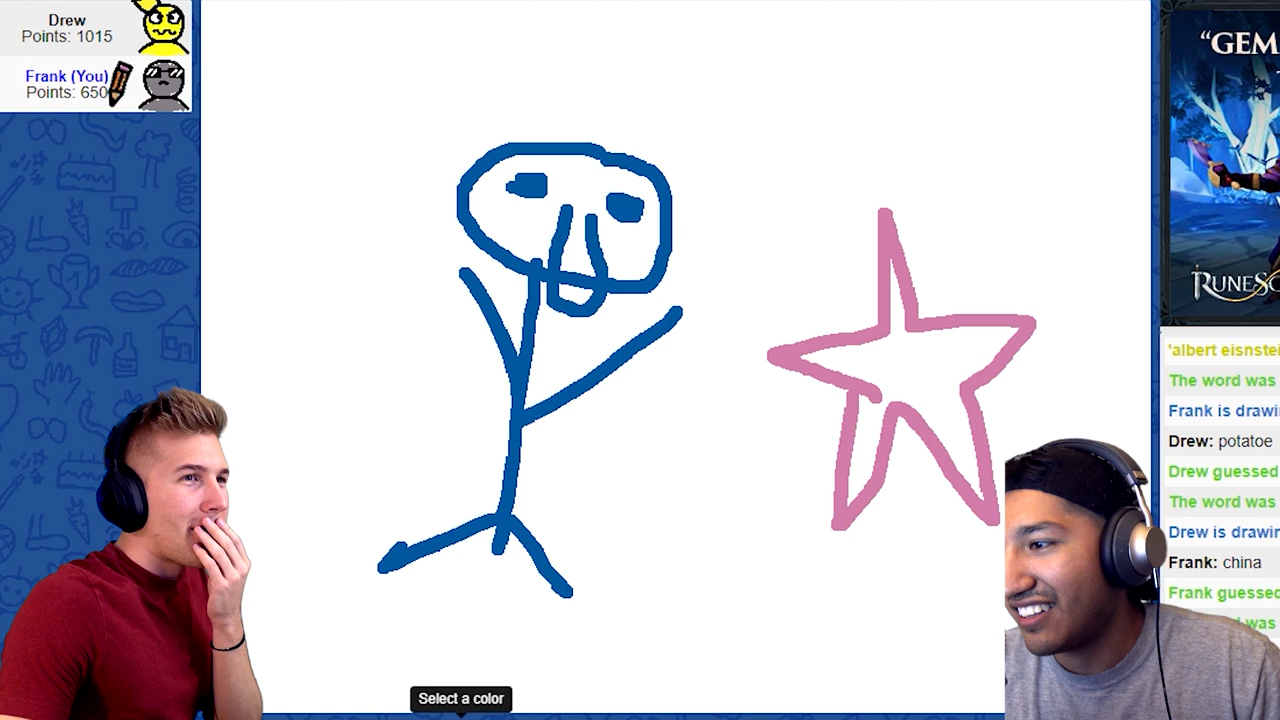 Drew
Points: 1015
Frank (You)
Points: 650
"GEM
RUNESC
'albert eisnstei
The word was
Frank is drawi
Drew: potatoe
Drew guessed
The word was
Drew is drawi
Frank: china
Frank guessed
was
Select a color